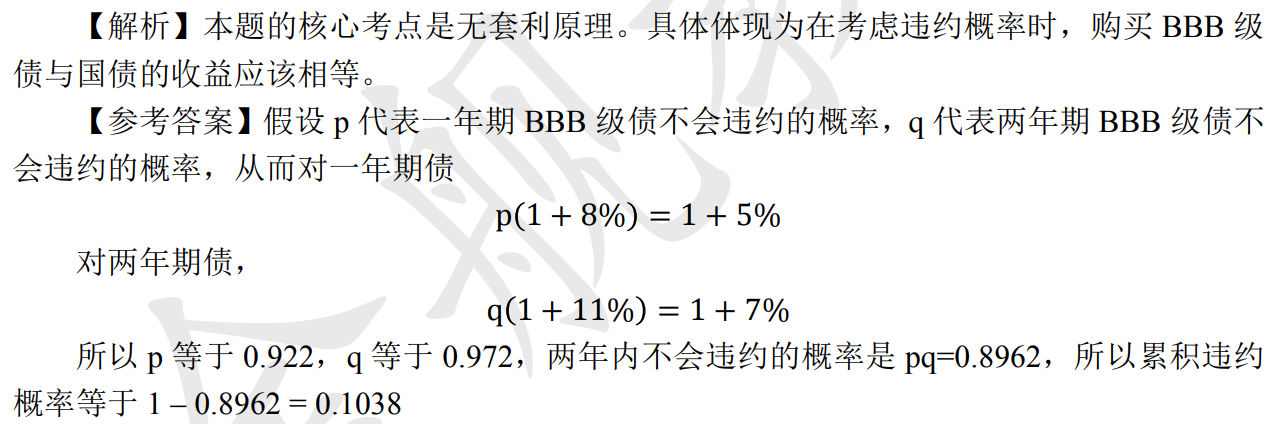 【解析】本题的核心考点是无套利原理。具体体现为在考虑违约概率时，购买 BBB 级
债与国债的收益应该相等。
【参考答案】假设 p 代表一年期 BBB 级债不会违约的概率，q 代表两年期 BBB 级债不
会违约的概率，从而对一年期债
p(1 + 8%) = 1 + 5%
对两年期债，
q(1 + 11%) = 1 + 7%
所以 p 等于 0.922，q 等于 0.972，两年内不会违约的概率是 pq=0.8962，所以累积违约
概率等于 1 – 0.8962 = 0.1038